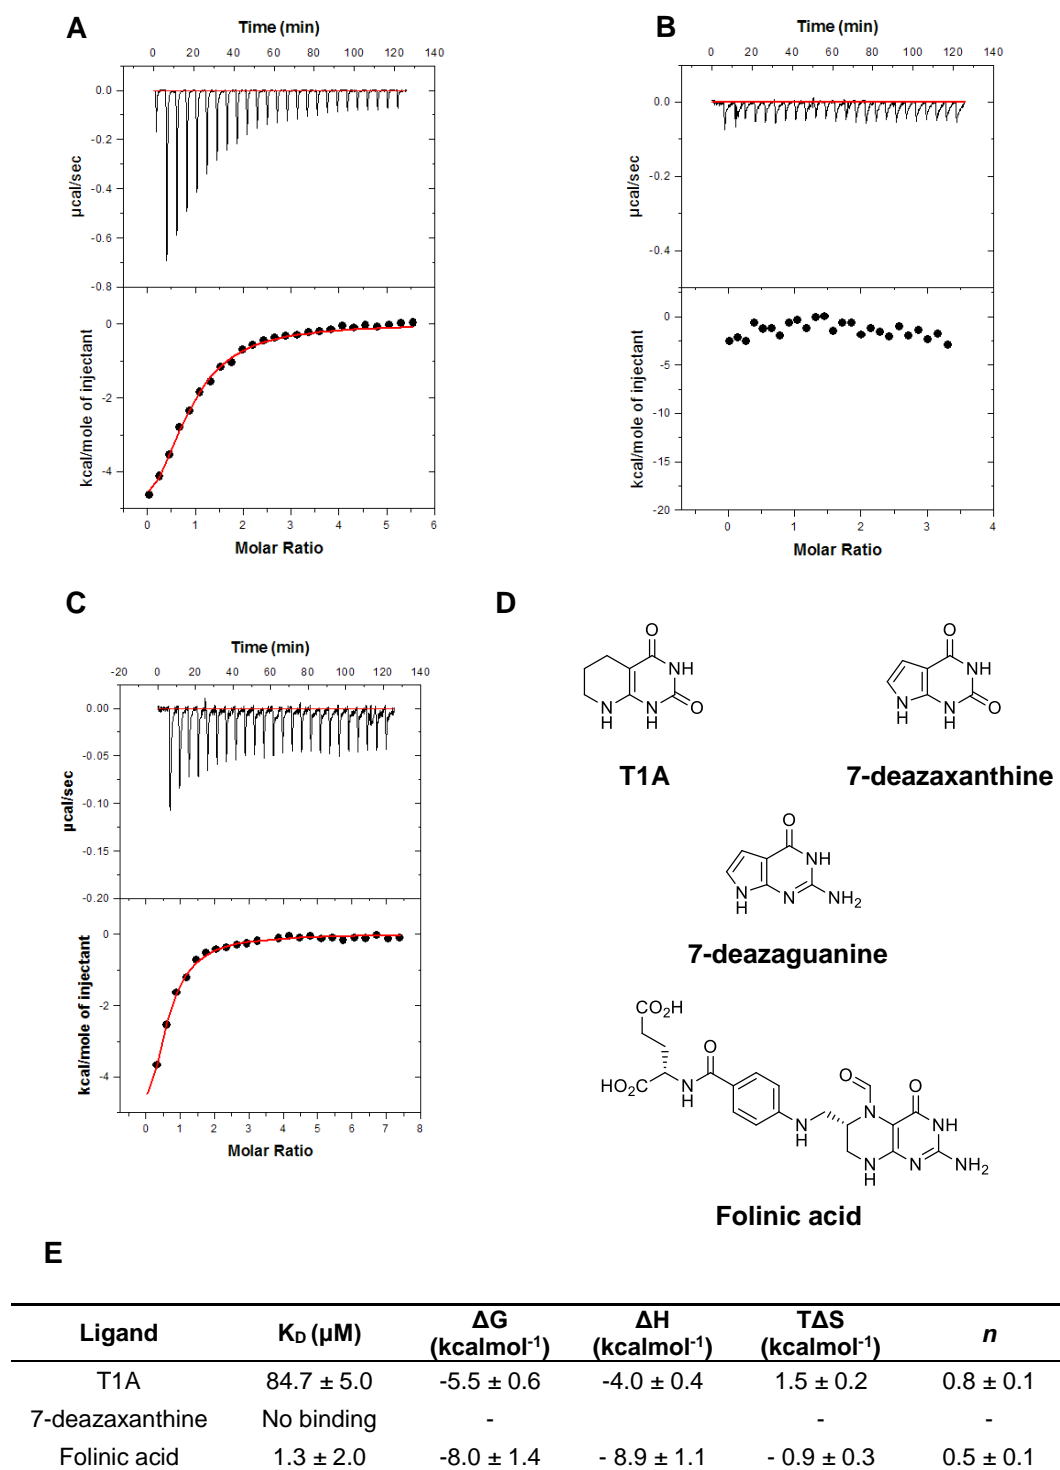 A
Time (min)
0 20 40 60 80 100 120 140
0.0
-0.2
-0.4
-0.6
-0.8
µcal/sec
0
-2
-4
kcal/mole of injectant
0 1 2 3 4 5 6
Molar Ratio
B
Time (min)
0 20 40 60 80 100 120 140
0.0
-0.2
-0.4
µcal/sec
0
-5
-10
-15
-20
kcal/mole of injectant
0 1 2 3 4
Molar Ratio
C
Time (min)
-20 0 20 40 60 80 100 120 140
0.00
-0.05
-0.10
-0.15
-0.20
µcal/sec
0
-2
-4
kcal/mole of injectant
0 1 2 3 4 5 6 7 8
Molar Ratio
D
O
NH
N H
N H
O
T1A
O
NH
N H
N H
O
7-deazaxanthine
O
NH
N H
N
NH2
7-deazaguanine
CO2H
HO2C
N H
O
N H
O
N
O
NH
N H
N
NH2
Folinic acid
E
Ligand KD (µM) ΔG (kcalmol-1) ΔH (kcalmol-1) TΔS (kcalmol-1) n
T1A 84.7 ± 5.0 -5.5 ± 0.6 -4.0 ± 0.4 1.5 ± 0.2 0.8 ± 0.1
7-deazaxanthine No binding - - -
Folinic acid 1.3 ± 2.0 -8.0 ± 1.4 - 8.9 ± 1.1 - 0.9 ± 0.3 0.5 ± 0.1